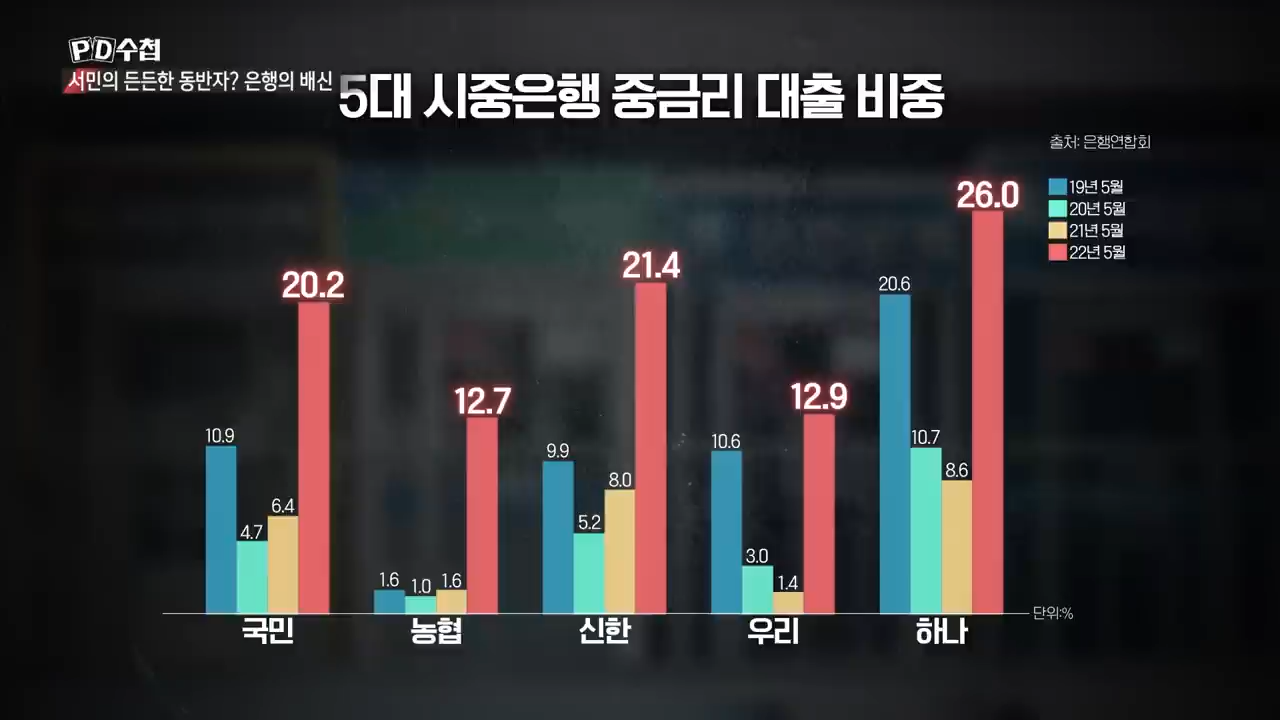 PD수첩
서민의 든든한 동반자? 은행의 배신
5대 시중은행 중금리 대출 비중
출처: 은행연합회
19년 5월
20년 5월
21년 5월
22년 5월
10.9
4.7
6.4
20.2
1.6
1.0
1.6
12.7
9.9
5.2
8.0
21.4
10.6
3.0
1.4
12.9
20.6
10.7
8.6
26.0
국민 농협 신한 우리 하나
단위:%